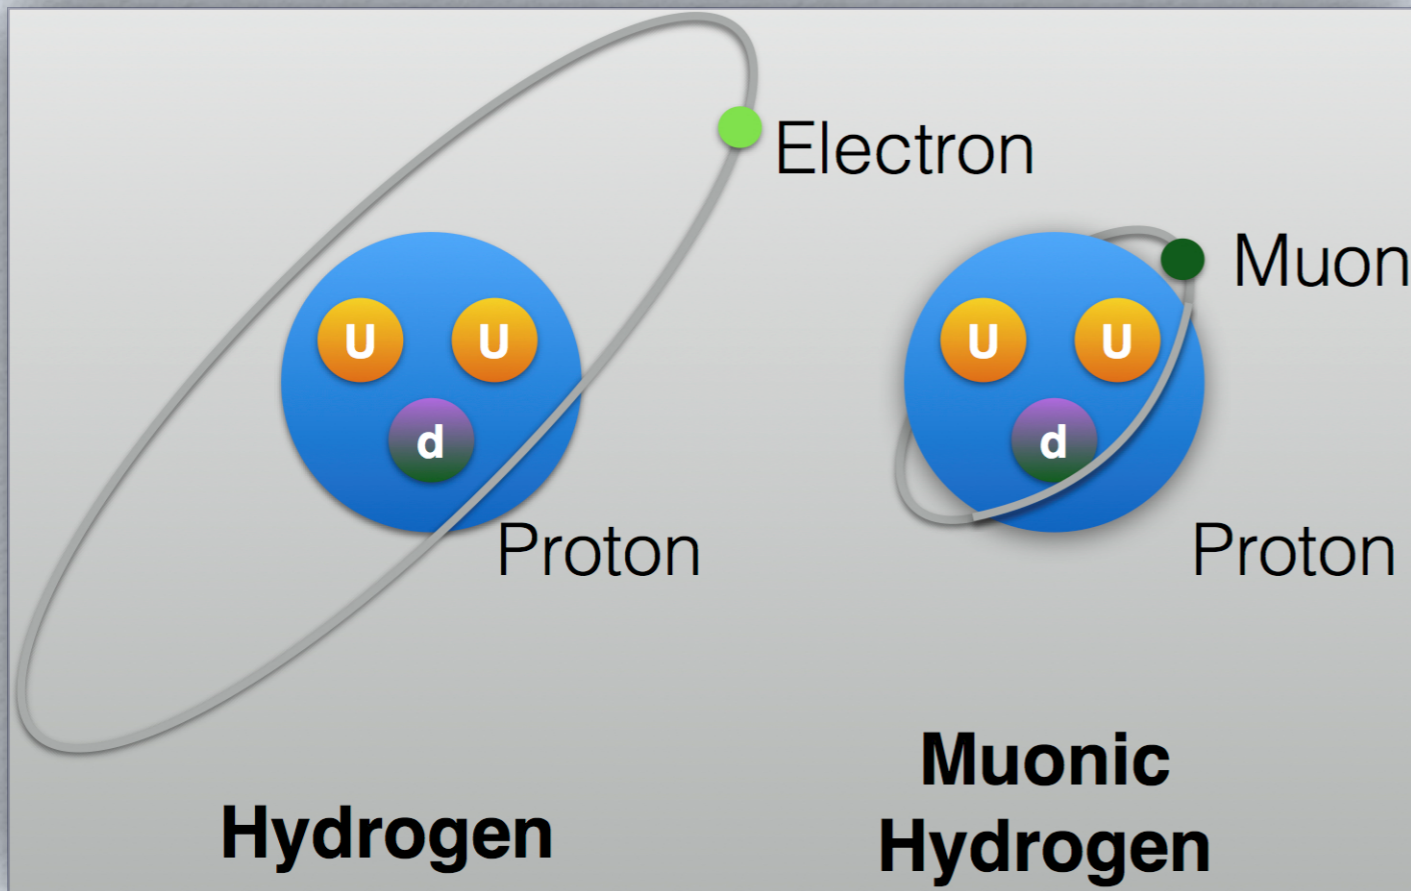 Electron
Muon
U U
d
Proton
U U
d
Proton
Hydrogen
Muonic
Hydrogen